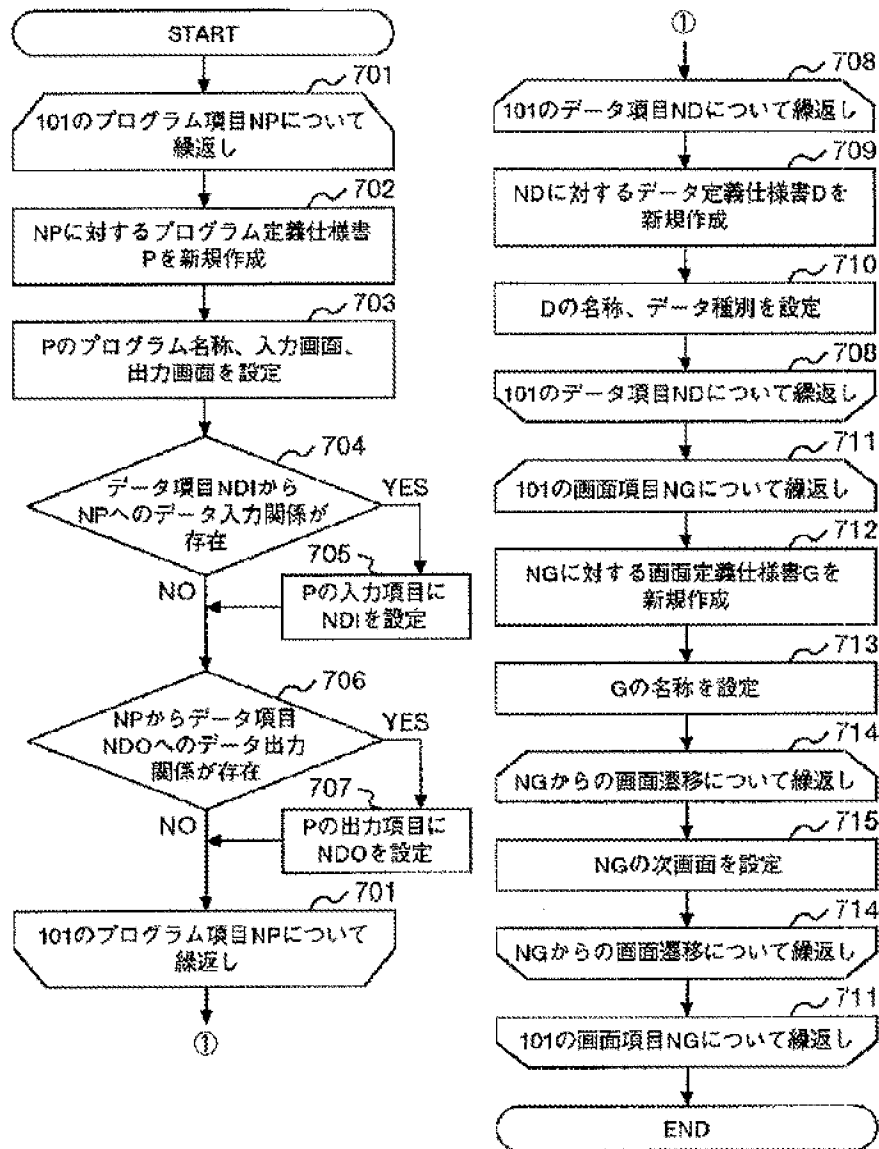 START
701
101のプログラム項目NPについて
繰返し
702
NPに対するプログラム定義仕様書
Pを新規作成
703
Pのプログラム名称、入力画面、
出力画面を設定
704
データ項目NDIから
NPへのデータ入力関係が
存在
YES
705
Pの入力項目に
NDIを設定
NO
706
NPからデータ項目
NDOへのデータ出力
関係が存在
YES
707
Pの出力項目に
NDOを設定
NO
701
101のプログラム項目NPについて
繰返し
①
①
708
101のデータ項目NDについて繰返し
709
NDに対するデータ定義仕様書Dを
新規作成
710
Dの名称、データ種別を設定
708
101のデータ項目NDについて繰返し
711
101の画面項目NGについて繰返し
712
NGに対する画面定義仕様書Gを
新規作成
713
Gの名称を設定
714
NGからの画面遷移について繰返し
715
NGの次画面を設定
714
NGからの画面遷移について繰返し
711
101の画面項目NGについて繰返し
END